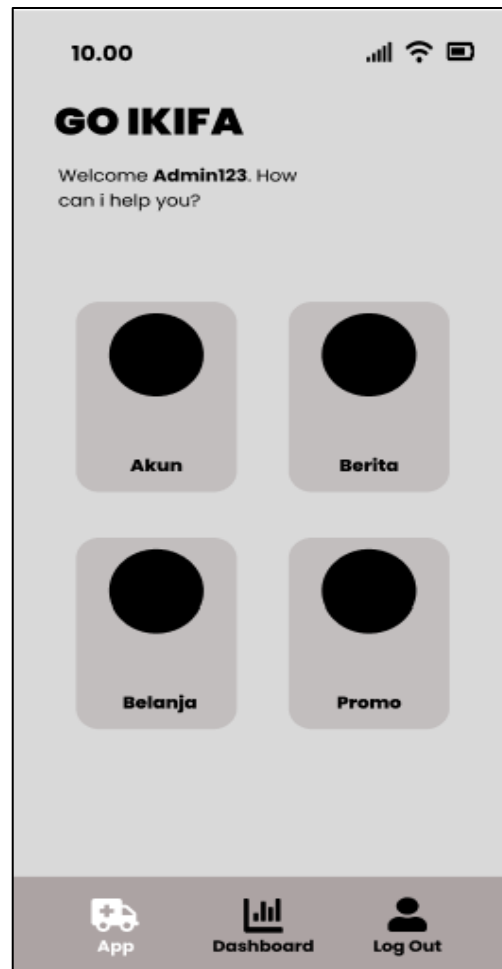 10.00
GO IKIFA
Welcome Admin123. How
can i help you?
Akun
Berita
Belanja
Promo
App
Dashboard
Log Out